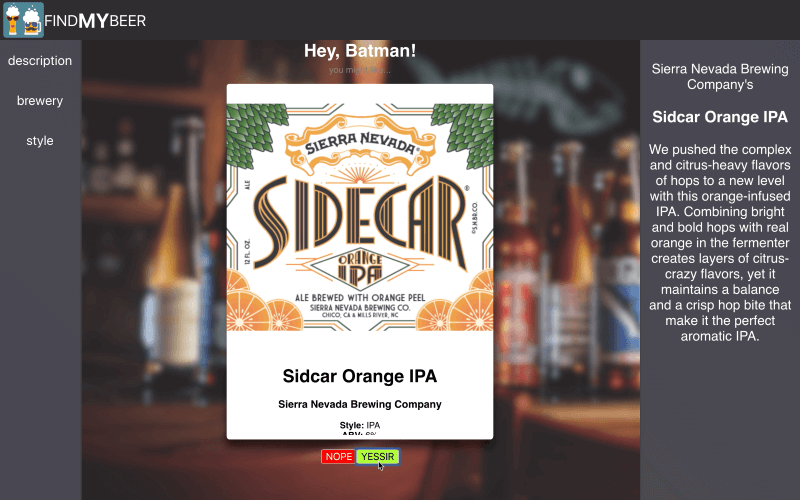 FINDMYBEER
description
brewery
style
Hey, Batman!
you might like...
SIERRA NEVADA®
SIDECAR®
ORANGE
IPA
ALE
12 FL. OZ.
©S.N.BR.CO.
ALE BREWED WITH ORANGE PEEL
SIERRA NEVADA BREWING CO.
CHICO, CA & MILLS RIVER, NC
Sidcar Orange IPA
Sierra Nevada Brewing Company
Style: IPA
ABV: 6%
NOPE
YESSIR
Sierra Nevada Brewing
Company's
Sidcar Orange IPA
We pushed the complex
and citrus-heavy flavors
of hops to a new level
with this orange-infused
IPA. Combining bright
and bold hops with real
orange in the fermenter
creates layers of citrus-
crazy flavors, yet it
maintains a balance
and a crisp hop bite that
make it the perfect
aromatic IPA.